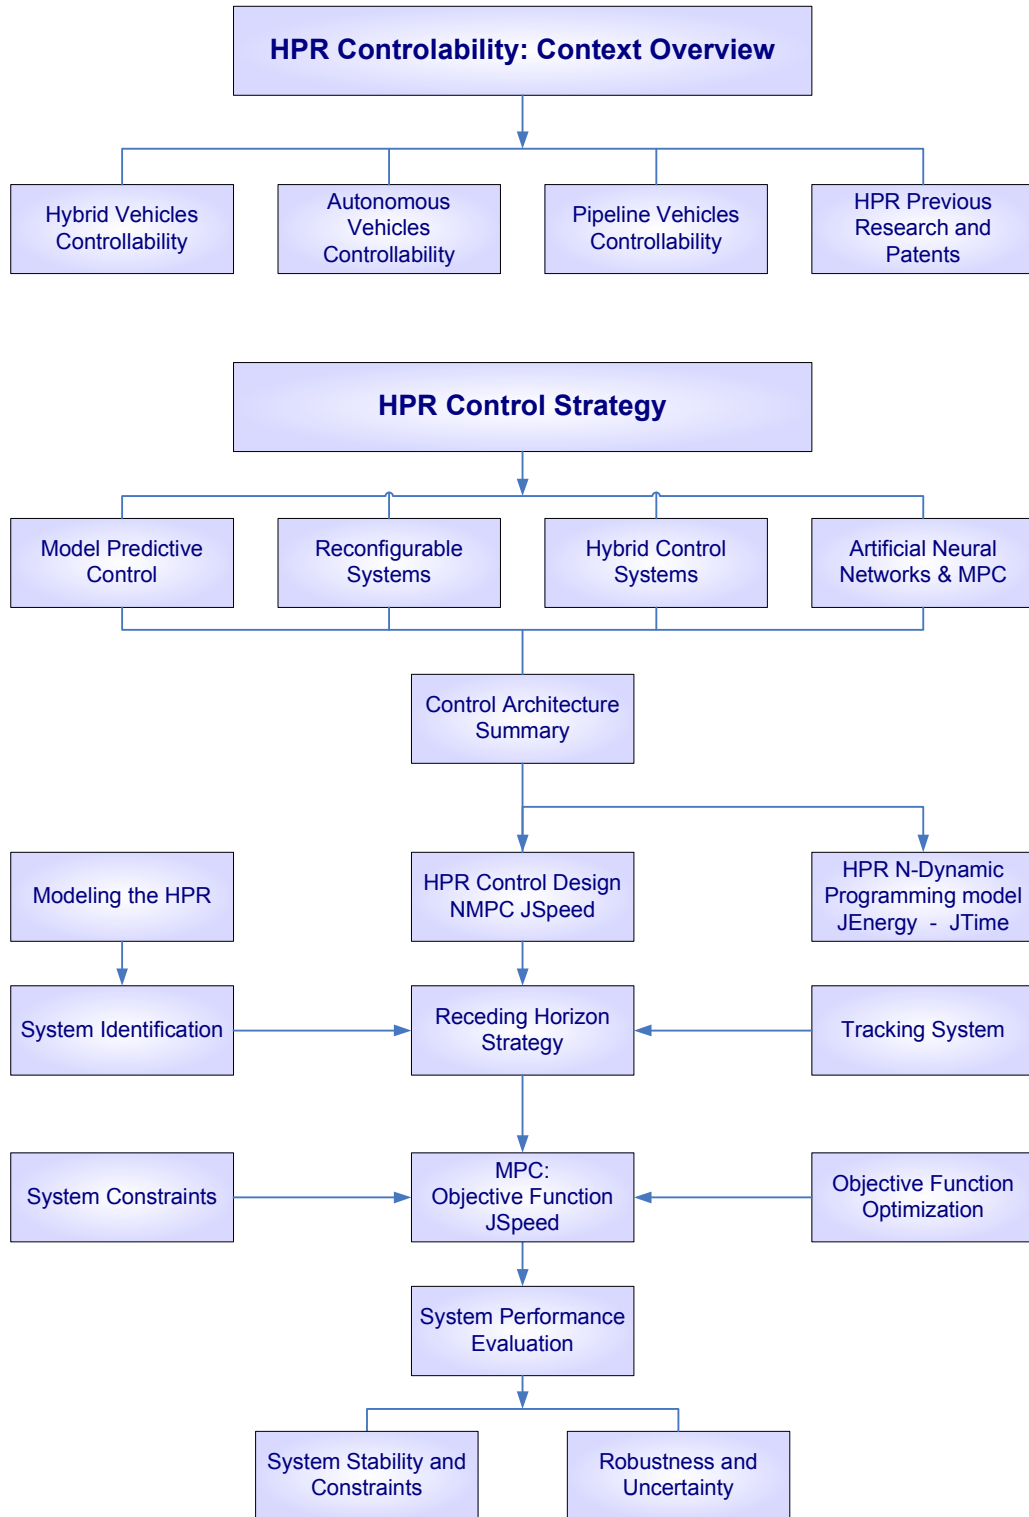 HPR Controlability: Context Overview
Hybrid Vehicles
Controllability
Autonomous
Vehicles
Controllability
Pipeline Vehicles
Controllability
HPR Previous
Research and
Patents
HPR Control Strategy
Model Predictive
Control
Reconfigurable
Systems
Hybrid Control
Systems
Artificial Neural
Networks & MPC
Control Architecture
Summary
Modeling the HPR
HPR Control Design
NMPC JSpeed
HPR N-Dynamic
Programming model
JEnergy - JTime
System Identification
Receding Horizon
Strategy
Tracking System
System Constraints
MPC:
Objective Function
JSpeed
Objective Function
Optimization
System Performance
Evaluation
System Stability and
Constraints
Robustness and
Uncertainty